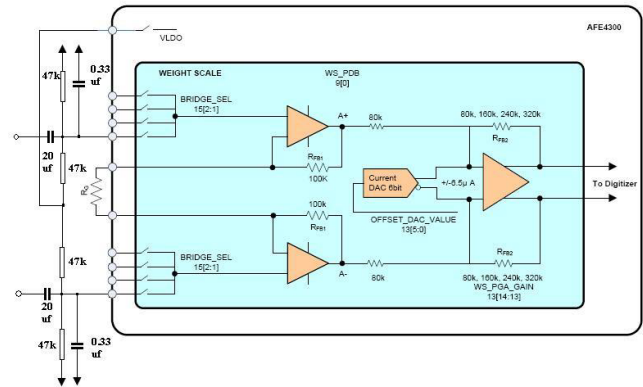 AFE4300
VLDO
47k
0.33
uf
WEIGHT SCALE
WS_PDB
9[0]
BRIDGE_SEL
15[2:1]
A+
80k
80k, 160k, 240k, 320k
RFB2
20
uf
47k
RFB1
100K
RG
Current
DAC 6bit
+/-6.5µ A
To Digitizer
100k
RFB1
OFFSET_DAC_VALUE
13[5:0]
47k
BRIDGE_SEL
15[2:1]
RFB2
A-
80k
80k, 160k, 240k, 320k
WS_PGA_GAIN
13[14:13]
20
uf
47k
0.33
uf